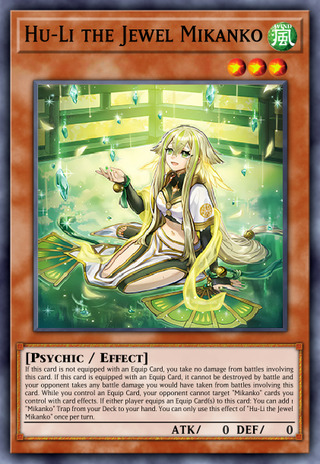 Hu-Li the Jewel Mikanko
WIND
風
[Psychic / Effect]
If this card is not equipped with an Equip Card, you take no damage from battles involving
this card. If this card is equipped with an Equip Card, it cannot be destroyed by battle and
your opponent takes any battle damage you would have taken from battles involving this
card. While you control an Equip Card, your opponent cannot target "Mikanko" cards you
control with card effects. If either player equips an Equip Card(s) to this card: You can add 1
"Mikanko" Trap from your Deck to your hand. You can only use this effect of "Hu-Li the Jewel
Mikanko" once per turn.
ATK/ 0 DEF/ 0